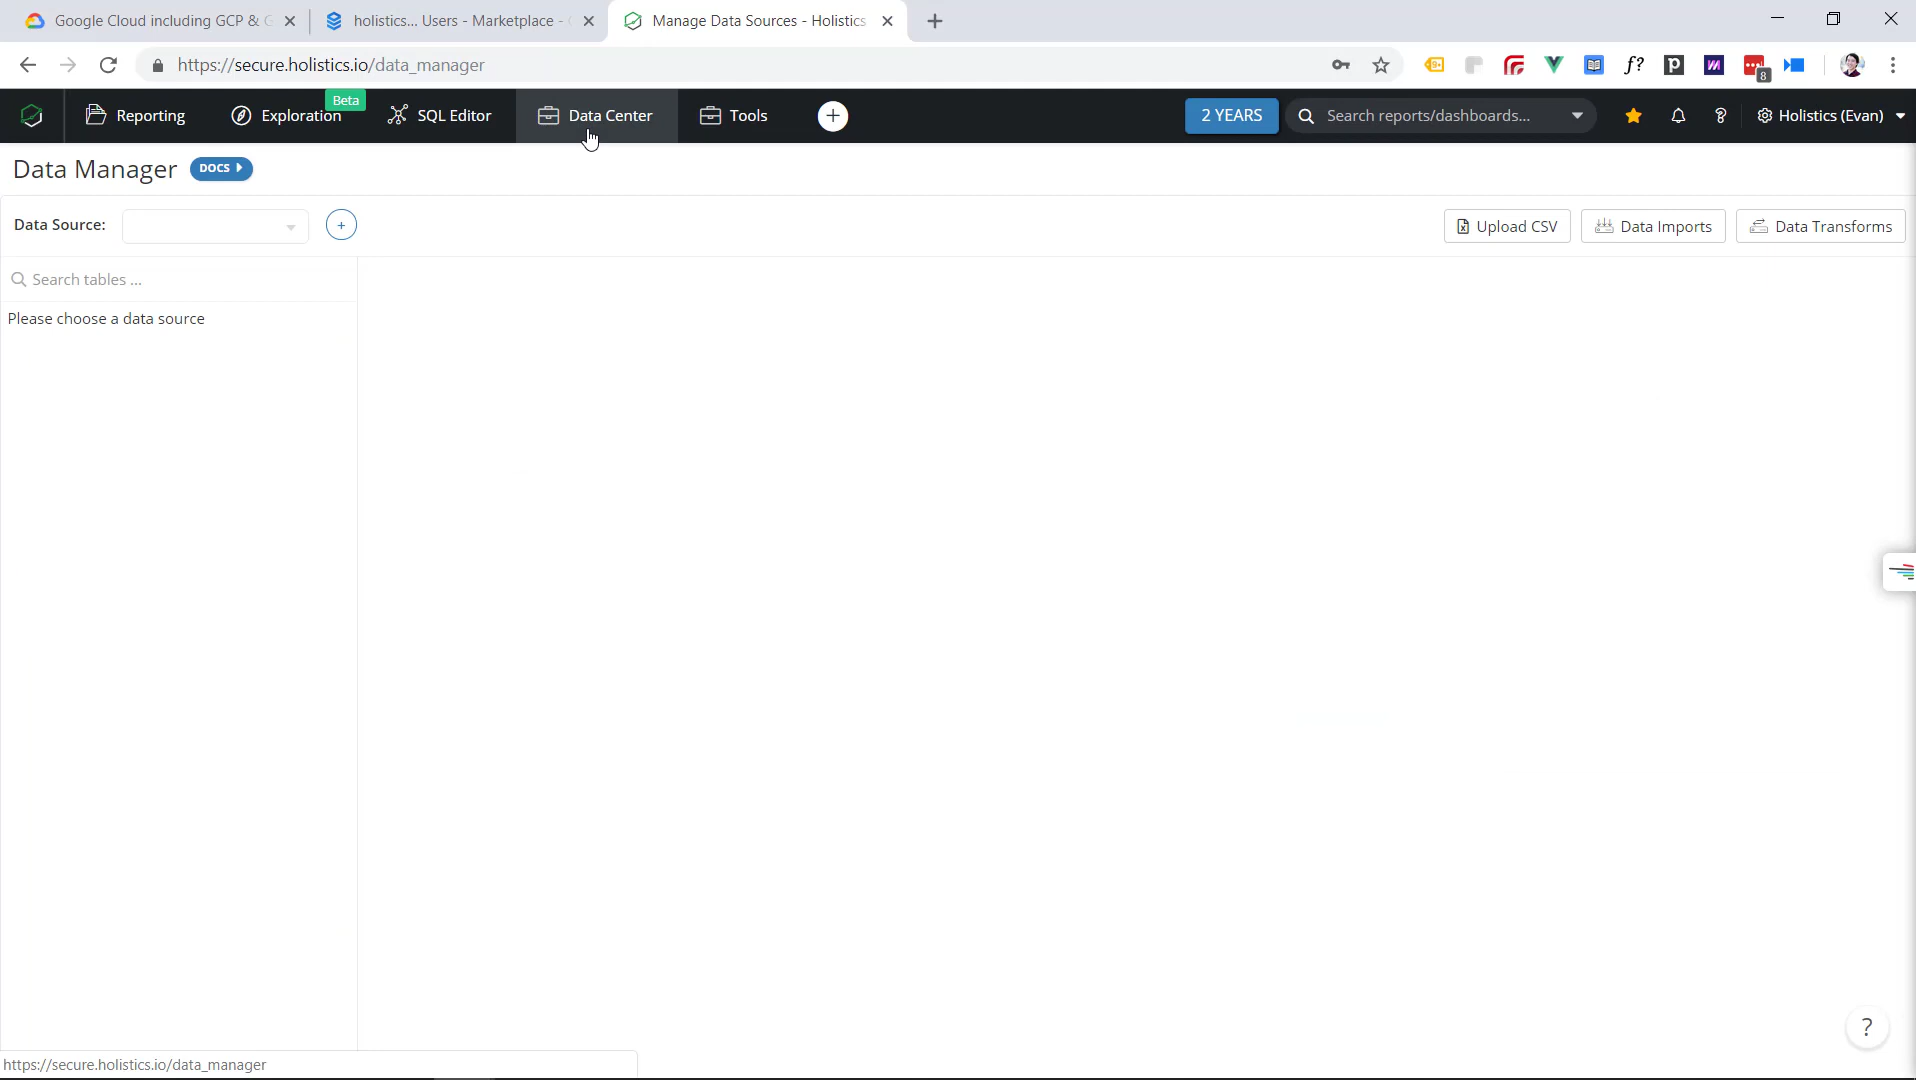 Google Cloud including GCP & G
holistics... Users - Marketplace -
Manage Data Sources - Holistics
https://secure.holistics.io/data_manager
9+
f?
p
8
Reporting
Exploration
Beta
SQL Editor
Data Center
Tools
2 YEARS
Search reports/dashboards...
?
Holistics (Evan)
Data Manager
DOCS
Data Source:
Upload CSV
Data Imports
Data Transforms
Search tables ...
Please choose a data source
?
https://secure.holistics.io/data_manager